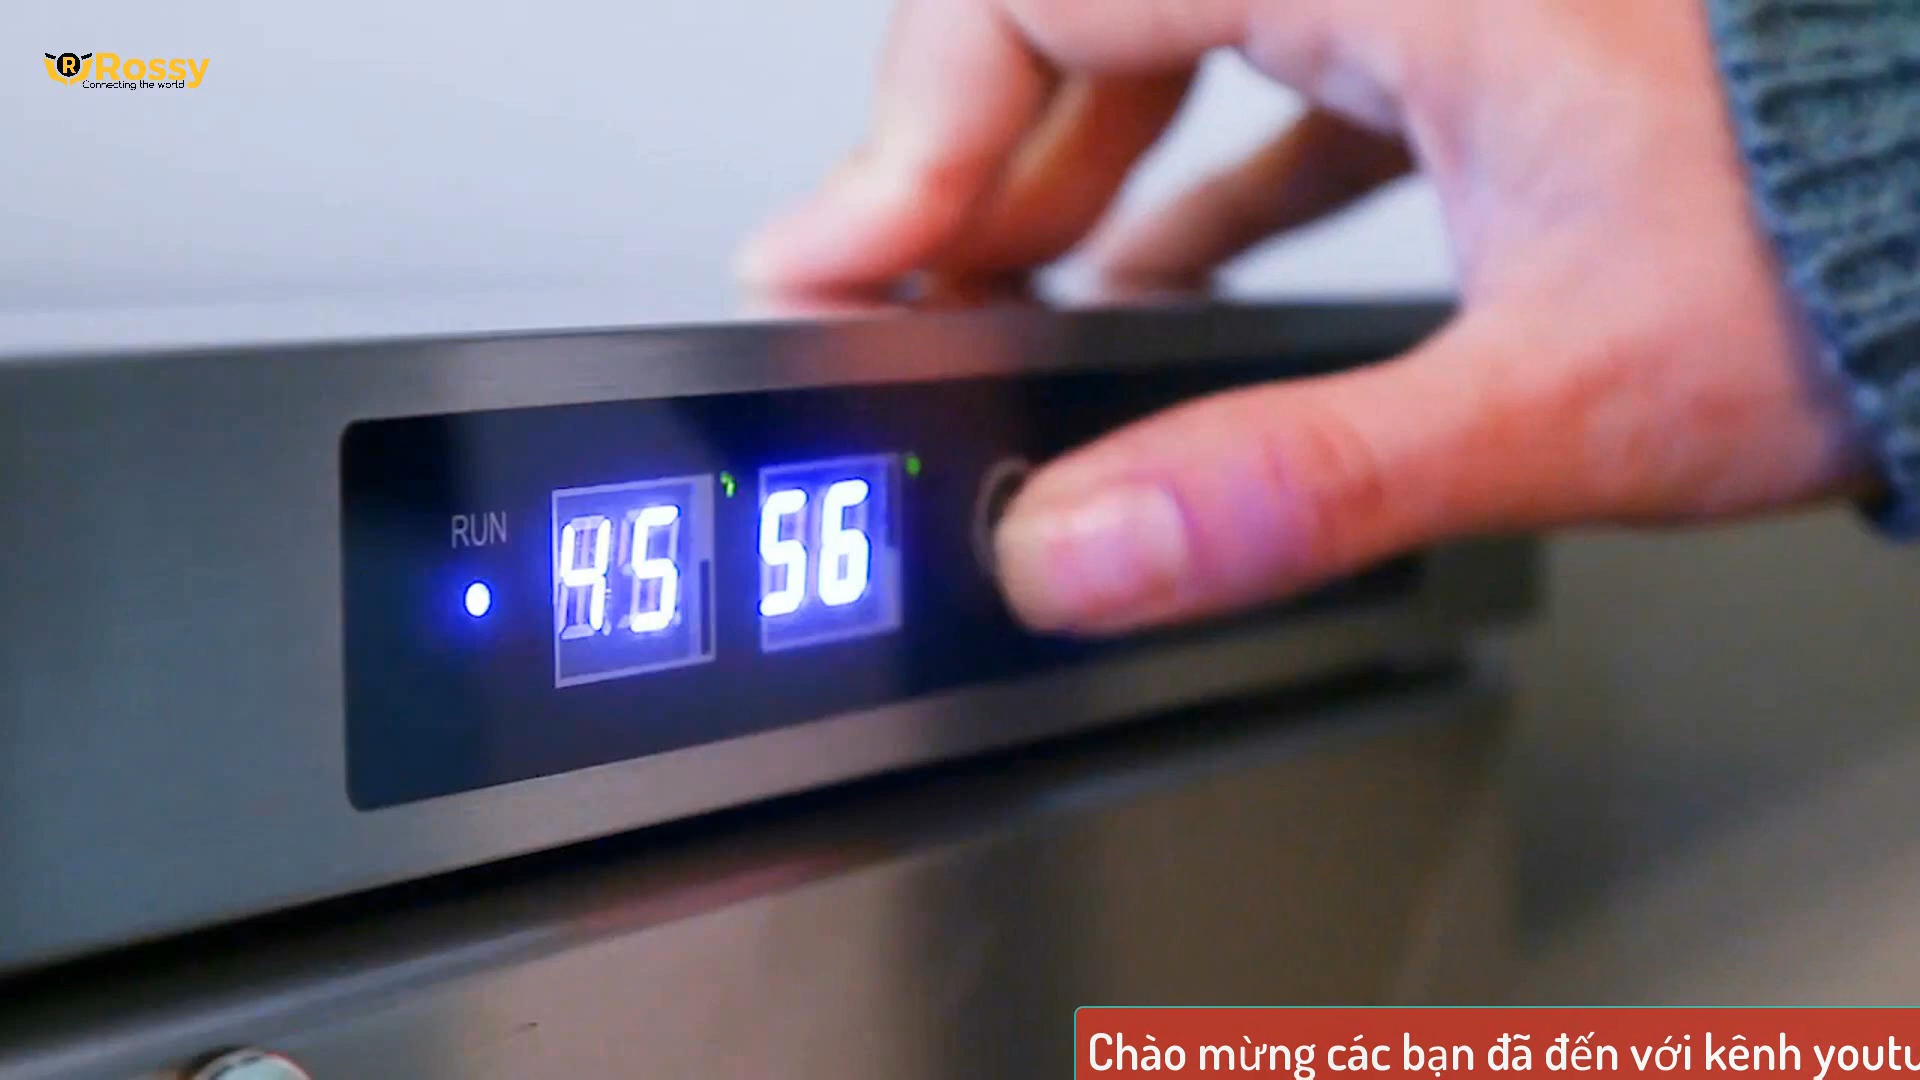 Rossy
Connecting the world
RUN
45 56
Chào mừng các bạn đã đến với kênh youtu